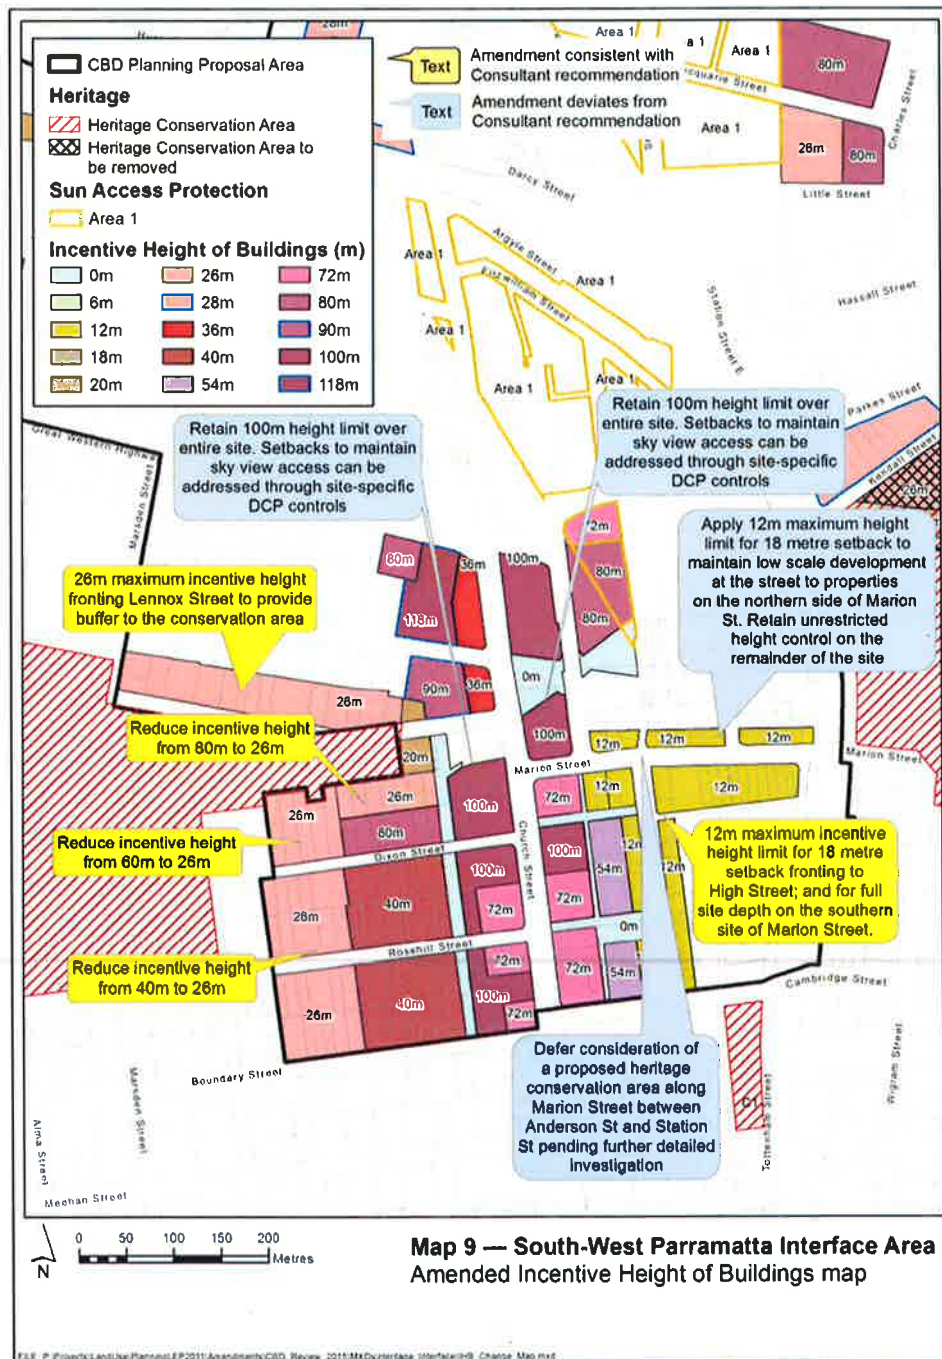 CBD Planning Proposal Area
Heritage
Heritage Conservation Area
Heritage Conservation Area to
be removed
Sun Access Protection
Area 1
Incentive Height of Buildings (m)
0m
26m
72m
6m
28m
80m
12m
36m
90m
18m
40m
100m
20m
54m
118m
Text
Amendment consistent with
Consultant recommendation
Text
Amendment deviates from
Consultant recommendation
28m
Area 1
a 1
Area 1
80m
cquarie Street
Charles Street
Area 1
26m
80m
Little Street
Darcy Street
Argyle Street
Area 1
Fitzwilliam Street
Area 1
Area 1
Area 1
Area 1
Station Street E
Hassall Street
Parkes Street
Kendall Street
26m
Great Western Highway
Marsden Street
Retain 100m height limit over
entire site. Setbacks to maintain
sky view access can be
addressed through site-specific
DCP controls
Retain 100m height limit over
entire site. Setbacks to maintain
sky view access can be
addressed through site-specific
DCP controls
Apply 12m maximum height
limit for 18 metre setback to
maintain low scale development
at the street to properties
on the northern side of Marion
St. Retain unrestricted
height control on the
remainder of the site
26m maximum incentive height
fronting Lennox Street to provide
buffer to the conservation area
80m
36m
100m
72m
80m
118m
80m
90m
36m
0m
26m
Reduce incentive height
from 80m to 26m
100m
12m
12m
12m
Marion Street
20m
Marion Street
26m
26m
100m
72m
12m
12m
Reduce incentive height
from 60m to 26m
80m
Dixon Street
Church Street
100m
100m
54m
12m
12m
12m maximum incentive
height limit for 18 metre
setback fronting to
High Street; and for full
site depth on the southern
site of Marion Street.
26m
40m
72m
72m
0m
Rosehill Street
Reduce incentive height
from 40m to 26m
72m
72m
54m
Cambridge Street
26m
40m
100m
72m
Boundary Street
Defer consideration of
a proposed heritage
conservation area along
Marion Street between
Anderson St and Station
St pending further detailed
investigation
Marsden Street
Alma Street
Meehan Street
Tottenham Street
Wigram Street
N
0 50 100 150 200
Metres
Map 9 — South-West Parramatta Interface Area
Amended Incentive Height of Buildings map